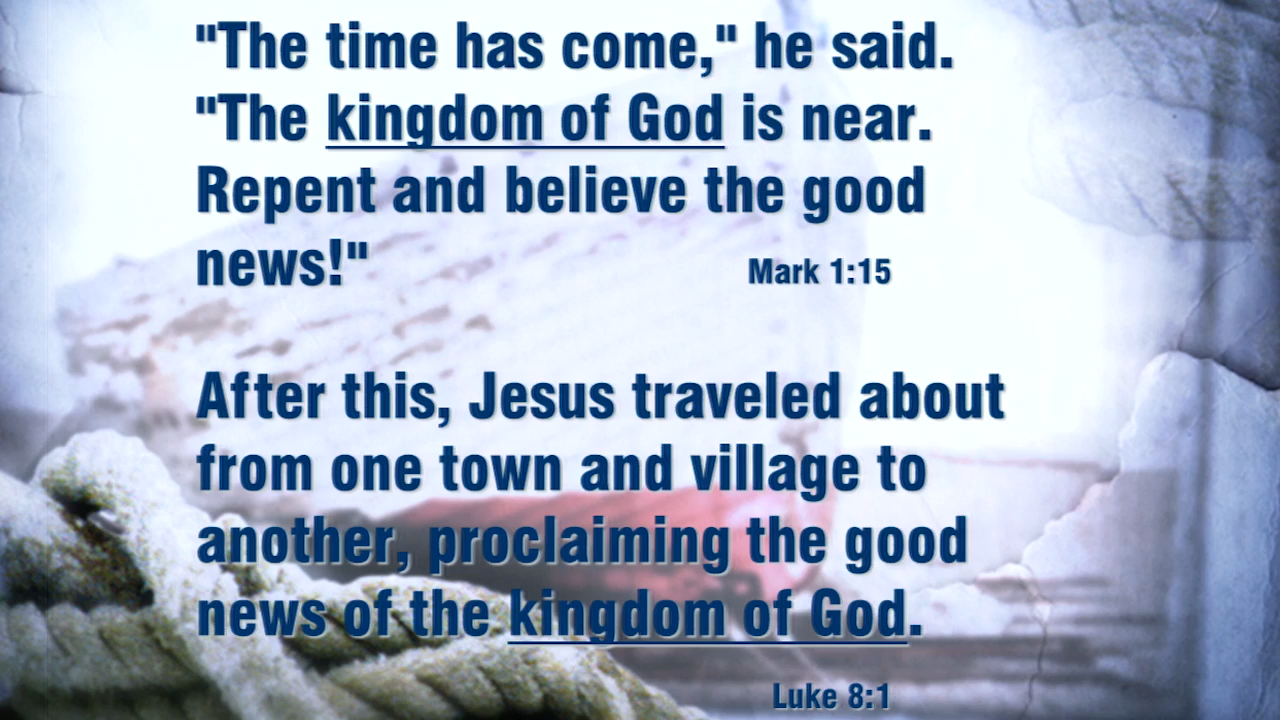 "The time has come," he said.
"The kingdom of God is near.
Repent and believe the good
news!"
Mark 1:15
After this, Jesus traveled about
from one town and village to
another, proclaiming the good
news of the kingdom of God.
Luke 8:1